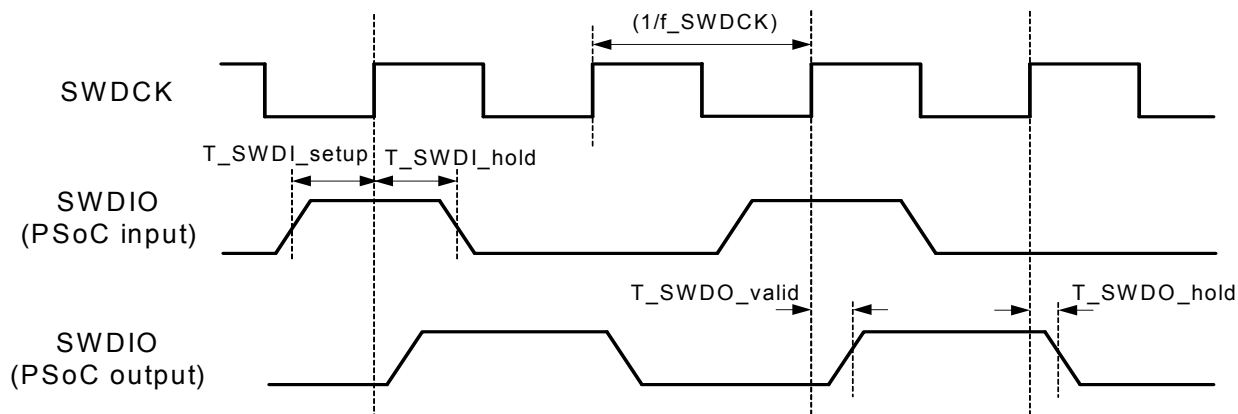 (1/f_SWDCK)
SWDCK
T_SWDI_setup
T_SWDI_hold
SWDIO
(PSoC input)
T_SWDO_valid
T_SWDO_hold
SWDIO
(PSoC output)